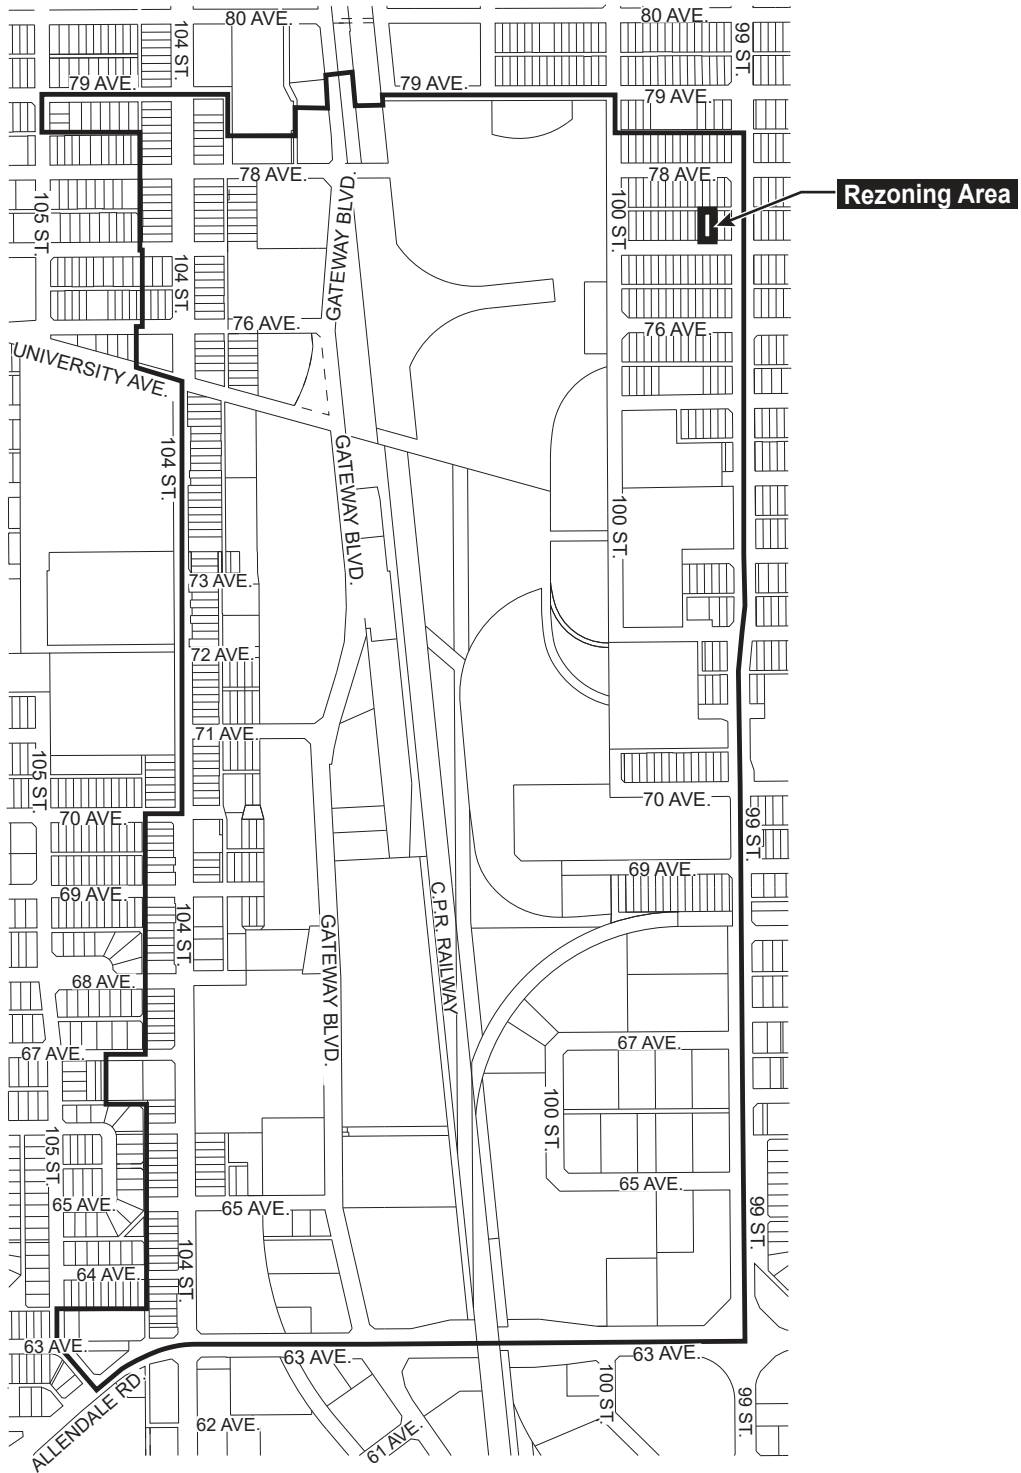 80 AVE.
80 AVE.
104 ST.
99 ST.
79 AVE.
79 AVE.
79 AVE.
78 AVE.
78 AVE.
Rezoning Area
105 ST.
GATEWAY BLVD.
100 ST.
104 ST.
76 AVE.
76 AVE.
UNIVERSITY AVE.
104 ST.
GATEWAY BLVD.
100 ST.
73 AVE.
72 AVE.
71 AVE.
105 ST.
70 AVE.
70 AVE.
99 ST.
69 AVE.
69 AVE.
104 ST.
GATEWAY BLVD.
C.P.R. RAILWAY
68 AVE.
67 AVE.
67 AVE.
100 ST.
105 ST.
65 AVE.
65 AVE.
65 AVE.
99 ST.
104 ST.
64 AVE.
63 AVE.
63 AVE.
63 AVE.
ALLENDALE RD.
100 ST.
99 ST.
62 AVE.
61 AVE.